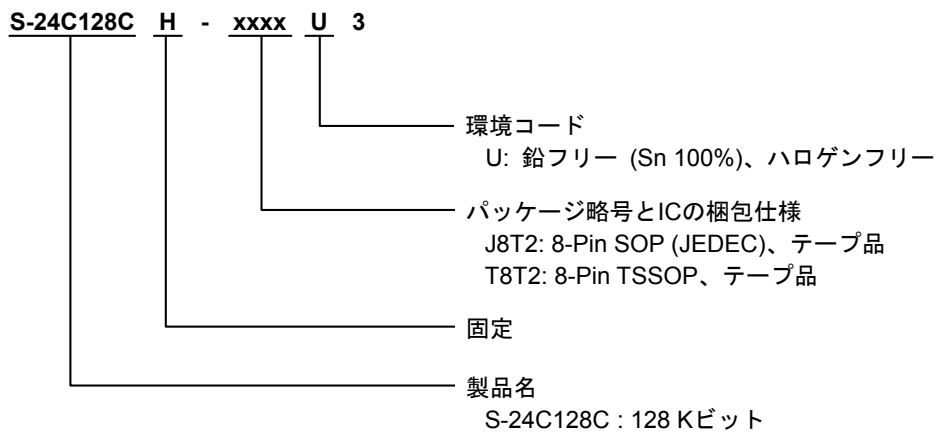 S-24C128C H - xxxx U 3
環境コード
U: 鉛フリー (Sn 100%)、ハロゲンフリー
パッケージ略号とICの梱包仕様
J8T2: 8-Pin SOP (JEDEC)、テープ品
T8T2: 8-Pin TSSOP、テープ品
固定
製品名
S-24C128C : 128 Kビット